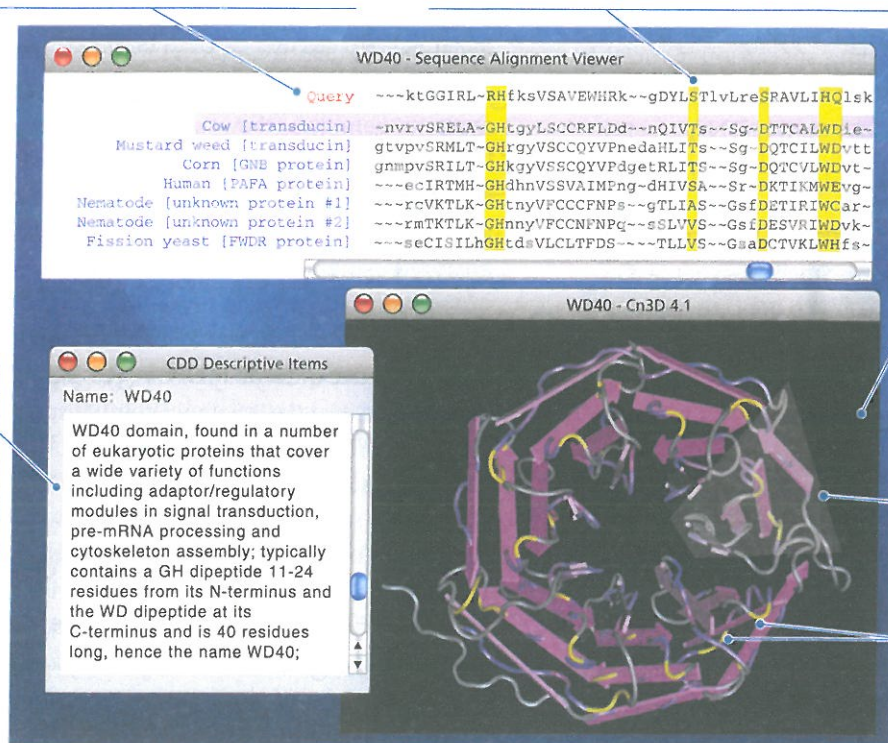 WD40 - Sequence Alignment Viewer
Query ~~~ktGGIRL~RHfksVSAVEWHRk~~gDYLSTlvLreSRAVLIHQlsk
Cow [transducin] ~nvrvSRELA~GHtgyLSCCRFLDd~~nQIVTs~~Sg~DTTCALWDie~
Mustard weed [transducin] gtvpvSRMLT~GHrgyVSCCQYVPnedaHLITs~~Sg~DQTCILWDvtt
Corn [GNB protein] gnmpvSRILT~GHkgyVSSCQYVPdgetRLITS~~Sg~DQTCVLWDvt~
Human [PAFA protein] ~~~ecIRTMH~GHdhnVSSVAIMPng~dHIVSA~~Sr~DKTIKMWEvg~
Nematode [unknown protein #1] ~~~rcVKTLK~GHtnyVFCCCFNPs~~gTLIAS~~GsfDETIRIWCar~
Nematode [unknown protein #2] ~~~rmTKTLK~GHnnyVFCCNFNPq~~sSLVVS~~GsfDESVRIWDvk~
Fission yeast [FWDR protein] ~~~seCISILhGHtdsVLCLTFDS~~~~TLLVS~~GsaDCTVKLWHfs~
WD40 - Cn3D 4.1
CDD Descriptive Items
Name: WD40
WD40 domain, found in a number
of eukaryotic proteins that cover
a wide variety of functions
including adaptor/regulatory
modules in signal transduction,
pre-mRNA processing and
cytoskeleton assembly; typically
contains a GH dipeptide 11-24
residues from its N-terminus and
the WD dipeptide at its
C-terminus and is 40 residues
long, hence the name WD40;